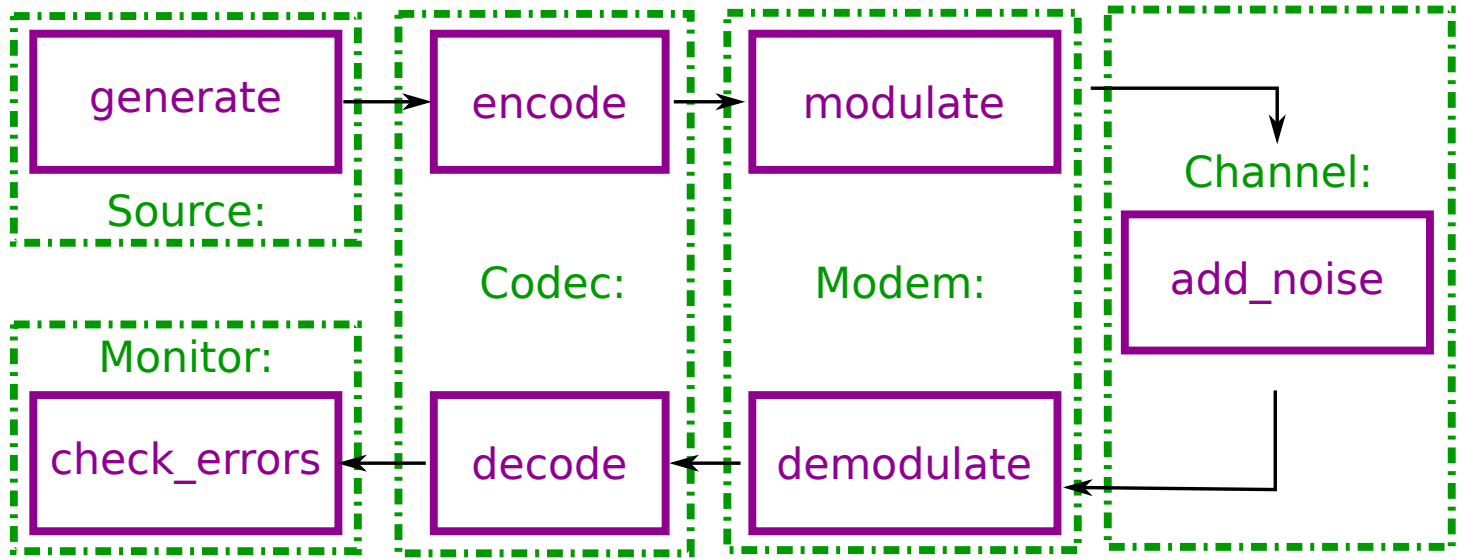 generate
encode
modulate
Source:
Channel:
Codec:
Modem:
add_noise
Monitor:
check_errors
decode
demodulate